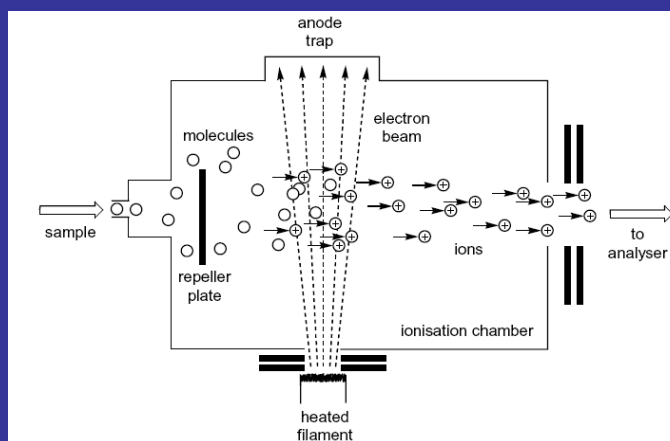 anode
trap
molecules
electron
beam
sample
repeller
plate
ions
to
analyser
ionisation chamber
heated
filament